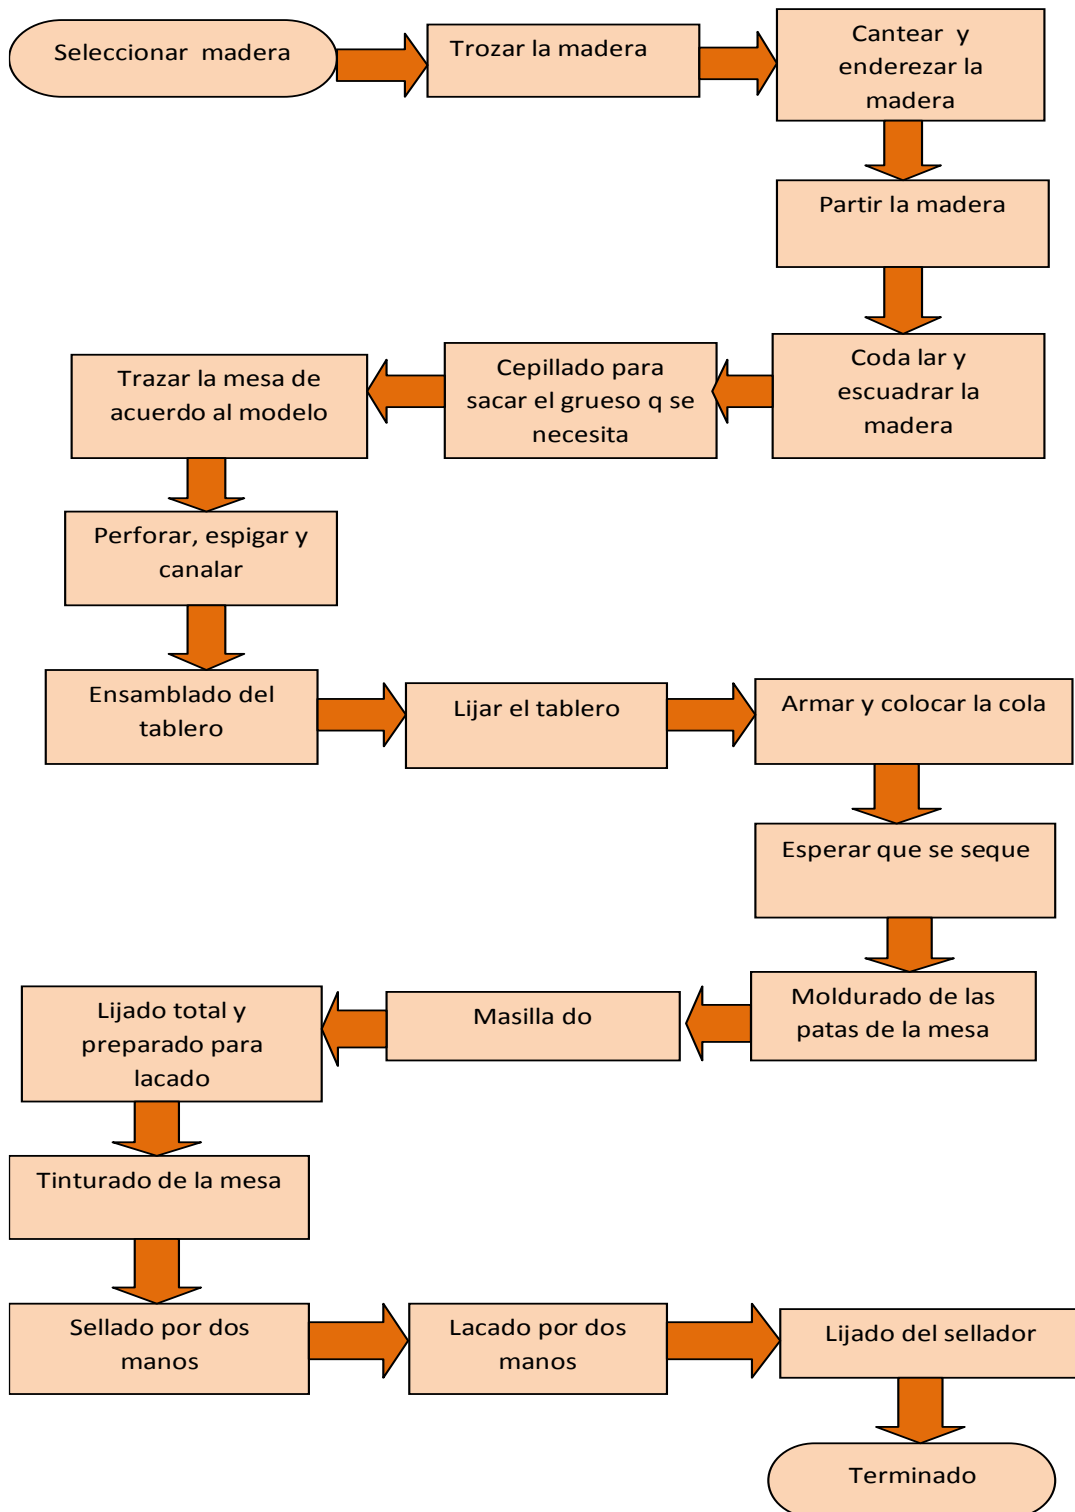 Seleccionar madera
Trozar la madera
Cantear y
enderezar la
madera
Partir la madera
Coda lar y
escuadrar la
madera
Cepillado para
sacar el grueso q se
necesita
Trazar la mesa de
acuerdo al modelo
Perforar, espigar y
canalar
Ensamblado del
tablero
Lijar el tablero
Armar y colocar la cola
Esperar que se seque
Moldurado de las
patas de la mesa
Masilla do
Lijado total y
preparado para
lacado
Tinturado de la mesa
Sellado por dos
manos
Lacado por dos
manos
Lijado del sellador
Terminado